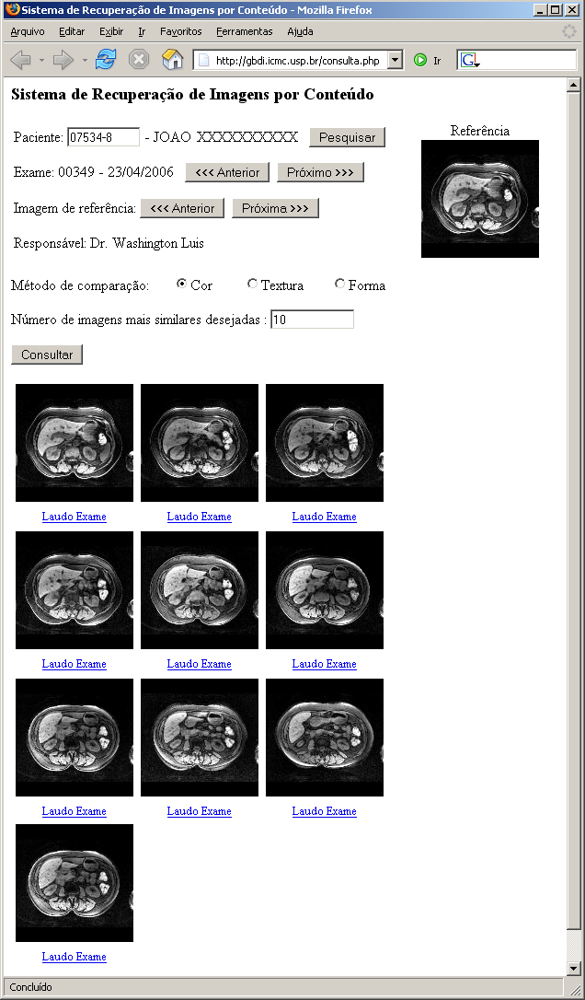 Sistema de Recuperação de Imagens por Conteúdo - Mozilla Firefox
Arquivo Editar Exibir Ir Favoritos Ferramentas Ajuda
http://gbdi.icmc.usp.br/consulta.php Ir G
Sistema de Recuperação de Imagens por Conteúdo
Referência
Paciente: 07534-8 - JOAO XXXXXXXXXX Pesquisar
Exame: 00349 - 23/04/2006 <<< Anterior Próximo >>>
Imagem de referência: <<< Anterior Próxima >>>
Responsável: Dr. Washington Luis
Método de comparação: Cor Textura Forma
Número de imagens mais similares desejadas : 10
Consultar
Laudo Exame Laudo Exame Laudo Exame
Laudo Exame Laudo Exame Laudo Exame
Laudo Exame Laudo Exame Laudo Exame
Laudo Exame
Concluído